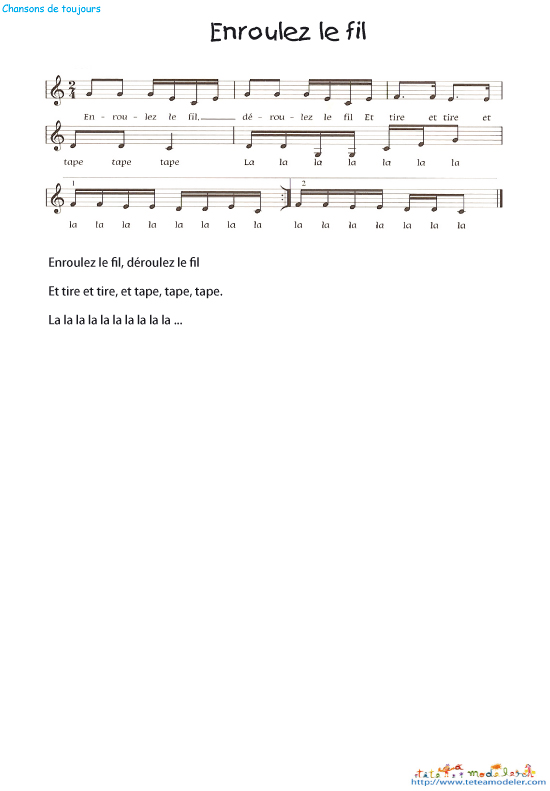 Chansons de toujours
Enroulez le fil
2 4
En - rou - lez le fil, dé - rou - lez le fil Et tire et tire et
tape tape tape La la la la la la la
1 2
la la la la la la la la la la la la la la la
Enroulez le fil, déroulez le fil
Et tire et tire, et tape, tape, tape.
La la la la la la la la la la ...
tête à modeler
http://www.teteamodeler.com